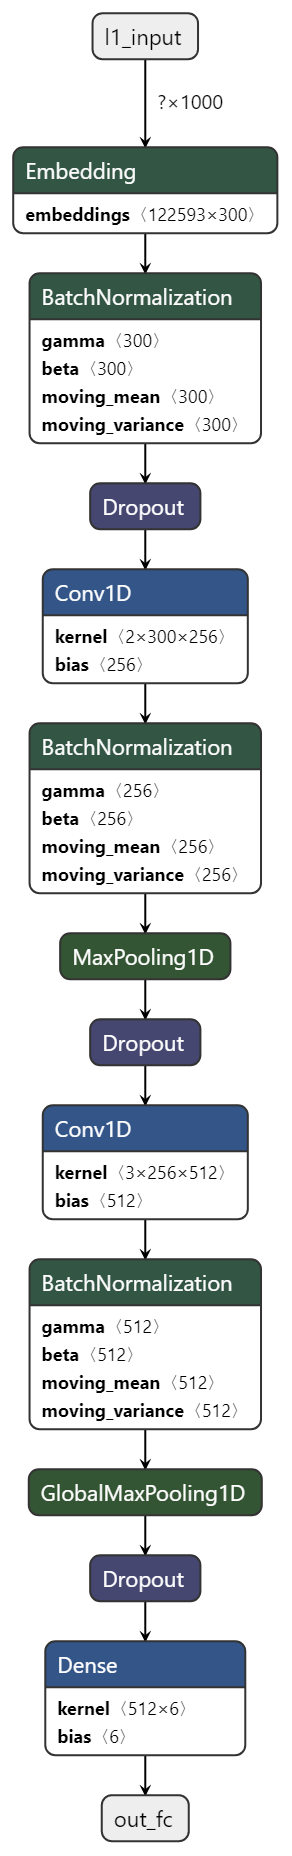 l1_input
?×1000
Embedding
embeddings 〈122593×300〉
BatchNormalization
gamma 〈300〉
beta 〈300〉
moving_mean 〈300〉
moving_variance 〈300〉
Dropout
Conv1D
kernel 〈2×300×256〉
bias 〈256〉
BatchNormalization
gamma 〈256〉
beta 〈256〉
moving_mean 〈256〉
moving_variance 〈256〉
MaxPooling1D
Dropout
Conv1D
kernel 〈3×256×512〉
bias 〈512〉
BatchNormalization
gamma 〈512〉
beta 〈512〉
moving_mean 〈512〉
moving_variance 〈512〉
GlobalMaxPooling1D
Dropout
Dense
kernel 〈512×6〉
bias 〈6〉
out_fc